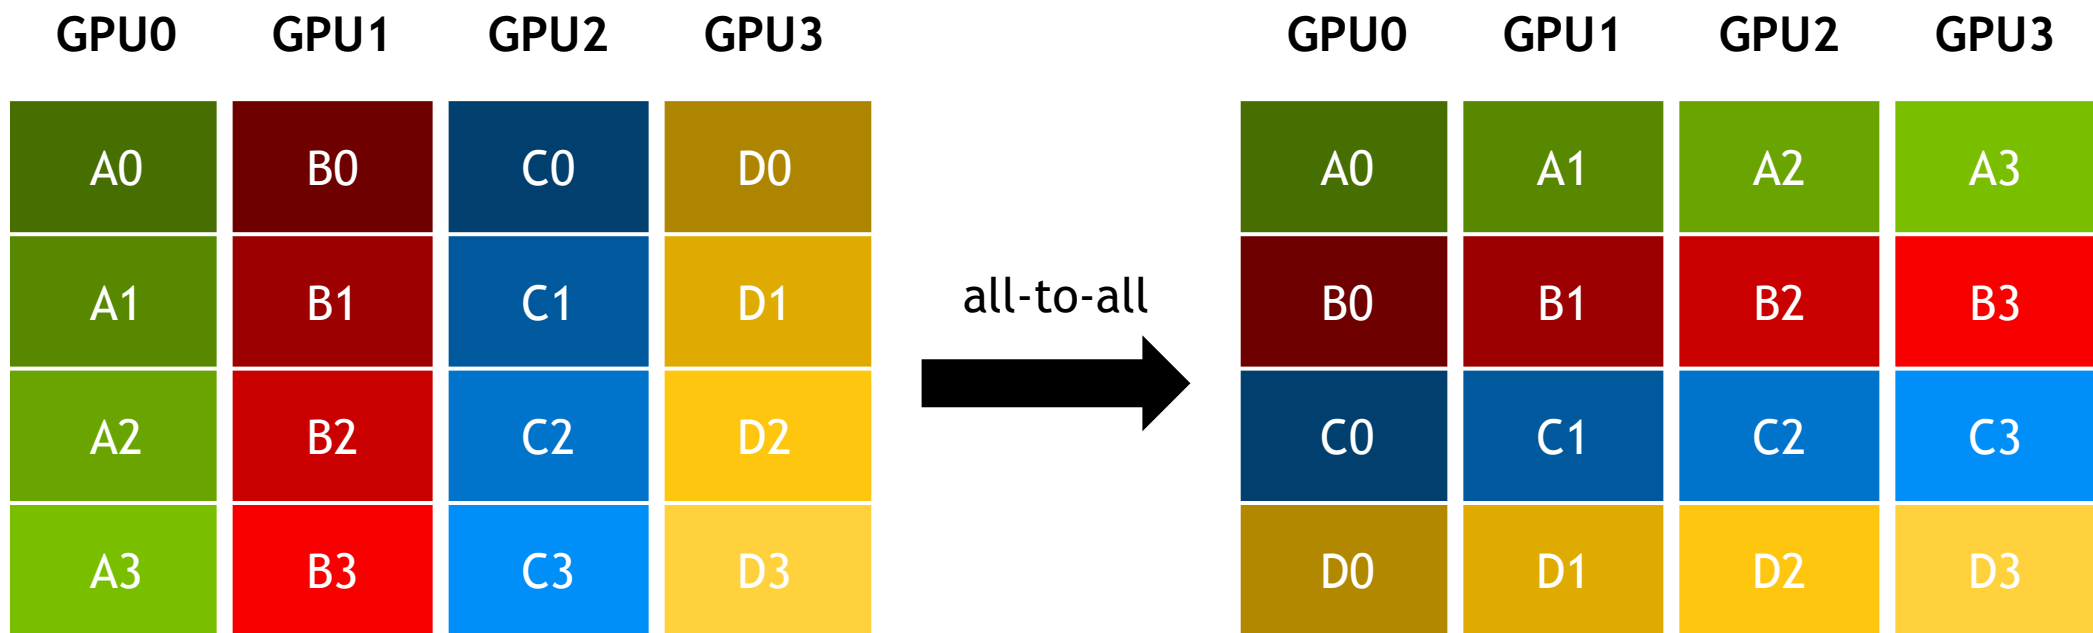 GPU0 GPU1 GPU2 GPU3 GPU0 GPU1 GPU2 GPU3
A0 B0 C0 D0 A0 A1 A2 A3
A1 B1 C1 D1 all-to-all B0 B1 B2 B3
A2 B2 C2 D2 C0 C1 C2 C3
A3 B3 C3 D3 D0 D1 D2 D3